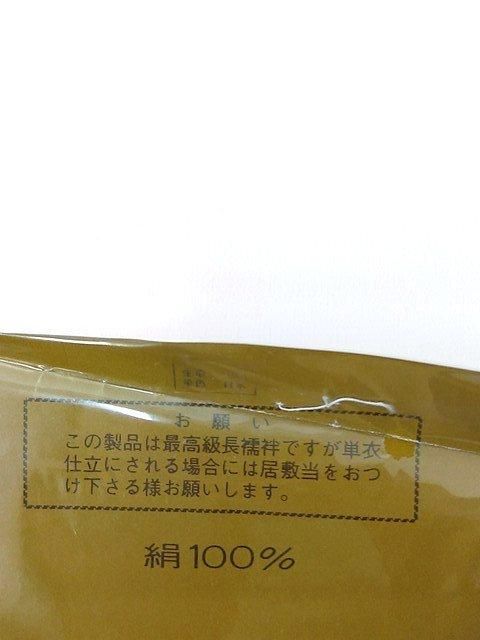 お願い
この製品は最高級長襦袢ですが単衣
仕立にされる場合には居敷当をおつ
け下さる様お願いします。
絹100%